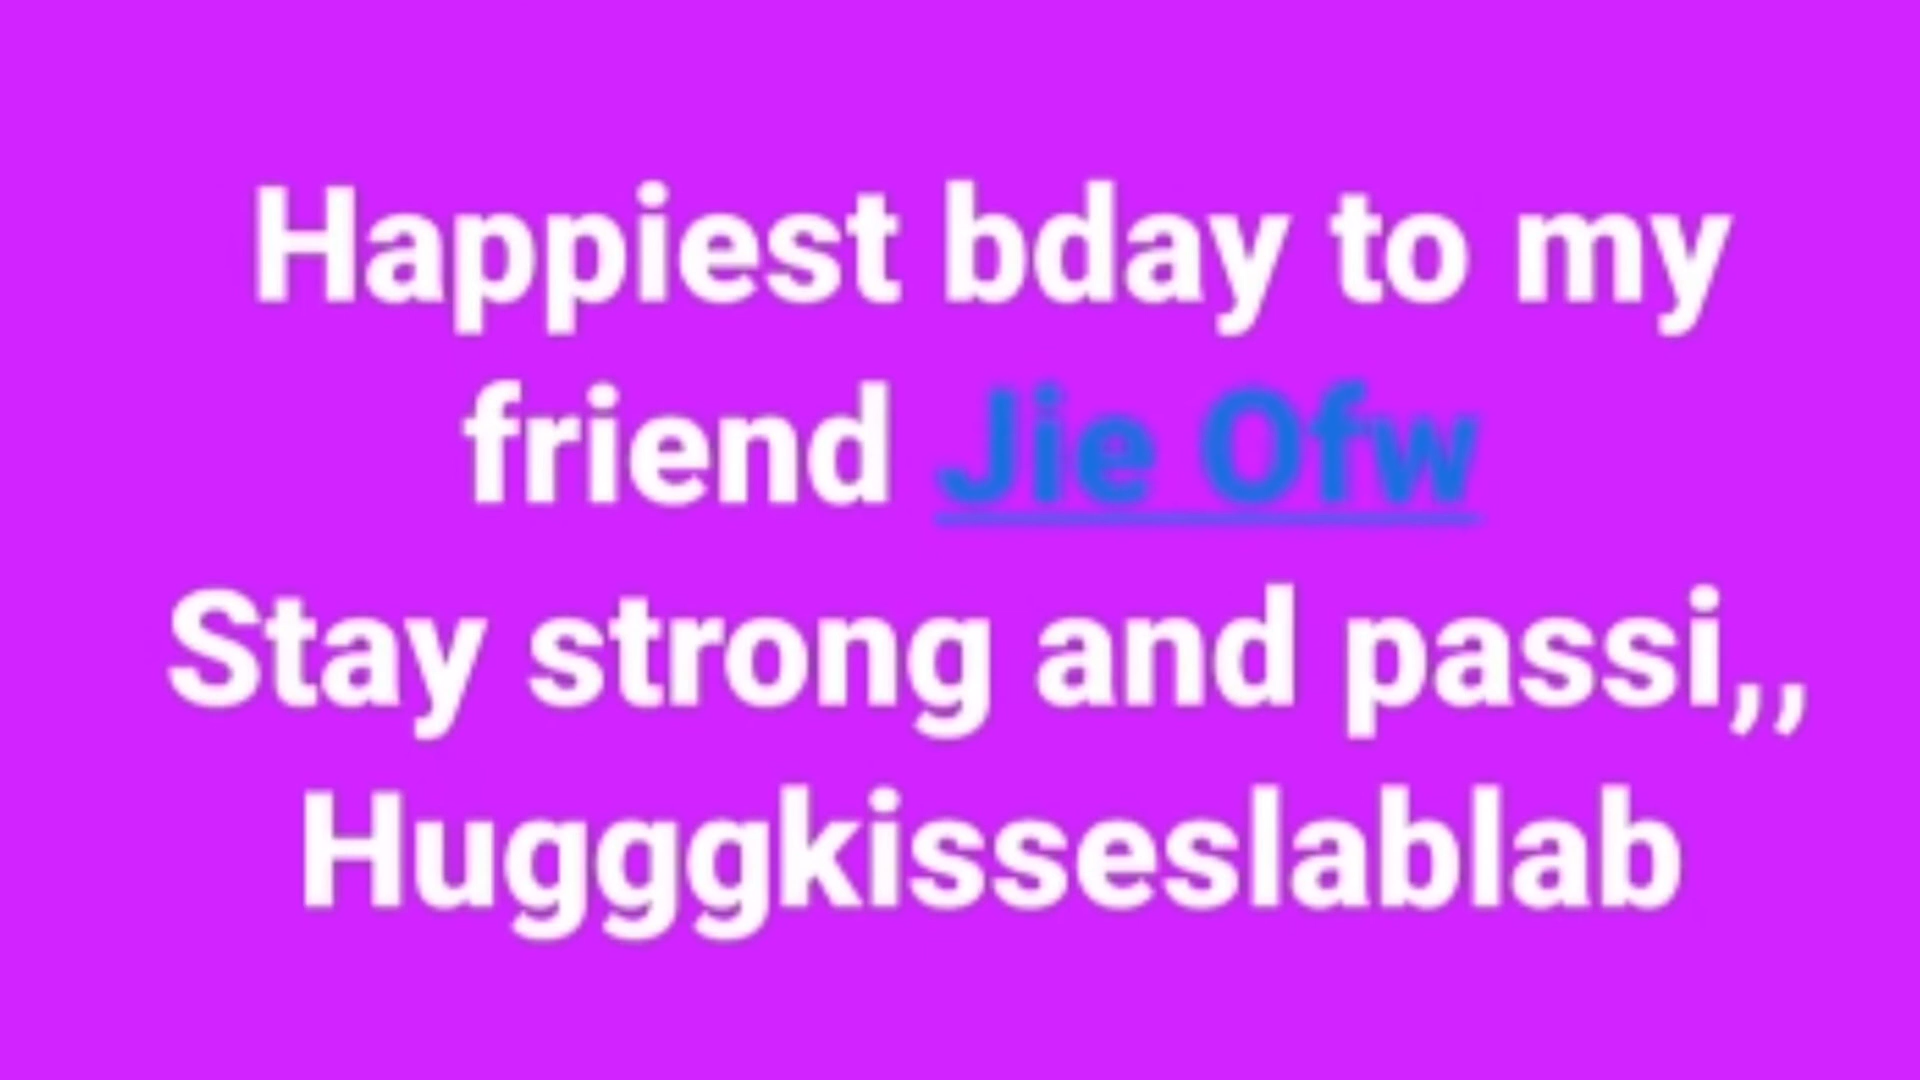 Happiest bday to my
friend Jie Ofw
Stay strong and passi,,
Hugggkisseslablab